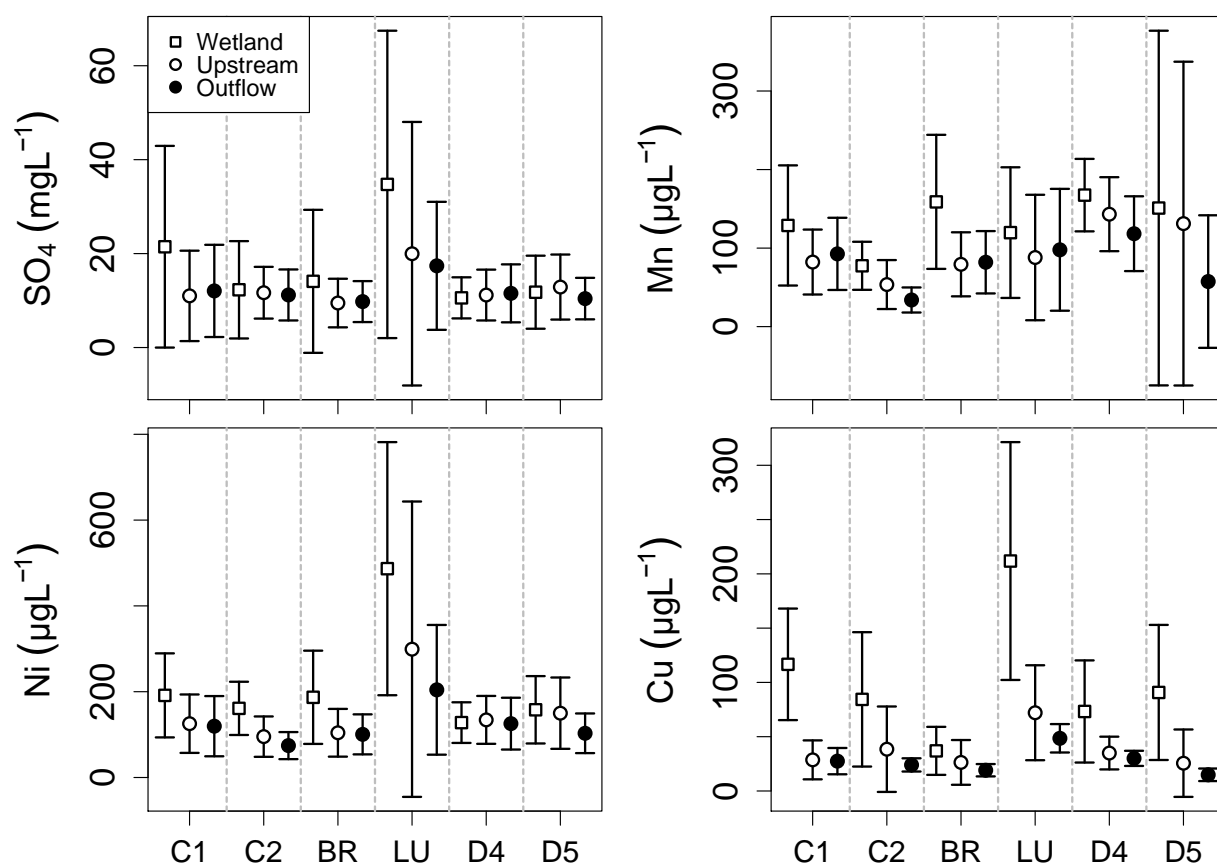 Wetland
Upstream
Outflow
SO₄ (mgL⁻¹)
0 20 40 60
Mn (µgL⁻¹)
0 100 300
Ni (µgL⁻¹)
0 200 600
C1 C2 BR LU D4 D5
Cu (µgL⁻¹)
0 100 200 300
C1 C2 BR LU D4 D5